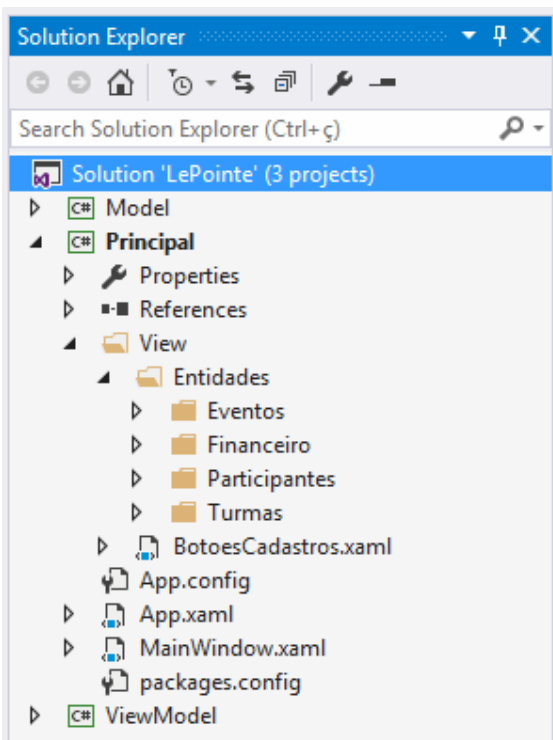 Solution Explorer
Search Solution Explorer (Ctrl+ç)
Solution 'LePointe' (3 projects)
C# Model
C# Principal
Properties
References
View
Entidades
Eventos
Financeiro
Participantes
Turmas
BotoesCadastros.xaml
App.config
App.xaml
MainWindow.xaml
packages.config
C# ViewModel